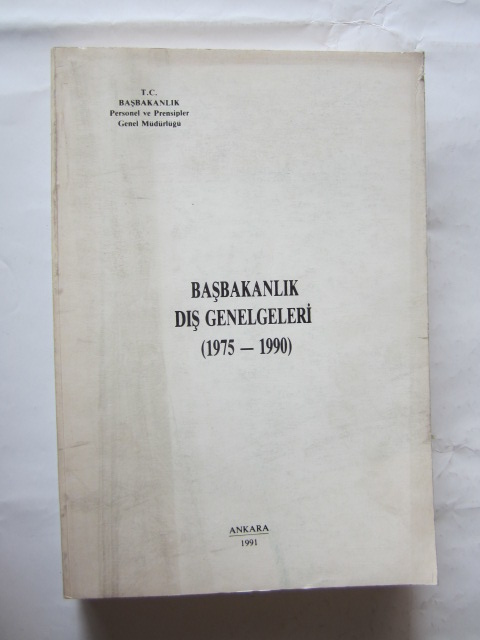 T.C.
BAŞBAKANLIK
Personel ve Prensipler
Genel Müdürlüğü
BAŞBAKANLIK
DIŞ GENELGELERİ
(1975 — 1990)
ANKARA
1991